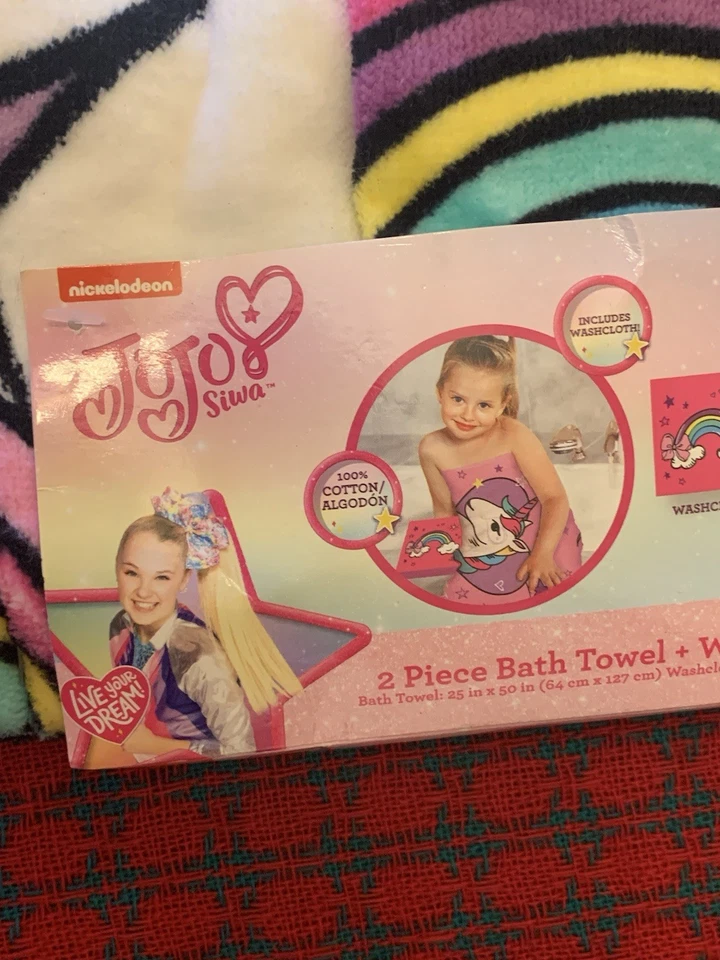 nickelodeon
JoJo
Siwa™
INCLUDES
WASHCLOTH!
100%
COTTON/
ALGODÓN
LIVE YOUR
DREAM!
2 Piece Bath Towel + W
Bath Towel: 25 in x 50 in (64 cm x 127 cm) Washcl
WASHC